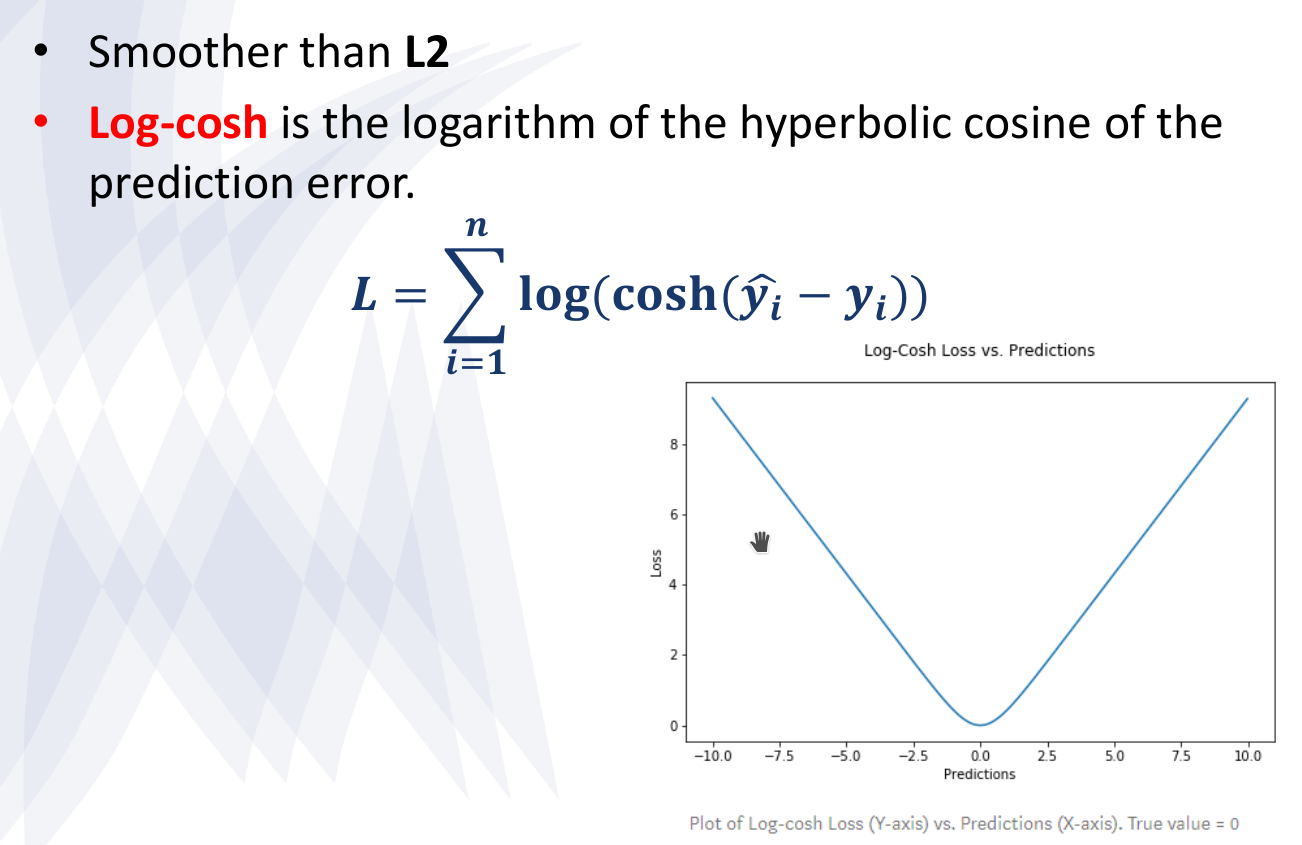 • Smoother than L2
• Log-cosh is the logarithm of the hyperbolic cosine of the
prediction error.
L = ∑_{i=1}^{n} log(cosh(ŷ_i − y_i))
Log-Cosh Loss vs. Predictions
8
6
4
2
0
Loss
−10.0 −7.5 −5.0 −2.5 0.0 2.5 5.0 7.5 10.0
Predictions
Plot of Log-cosh Loss (Y-axis) vs. Predictions (X-axis). True value = 0